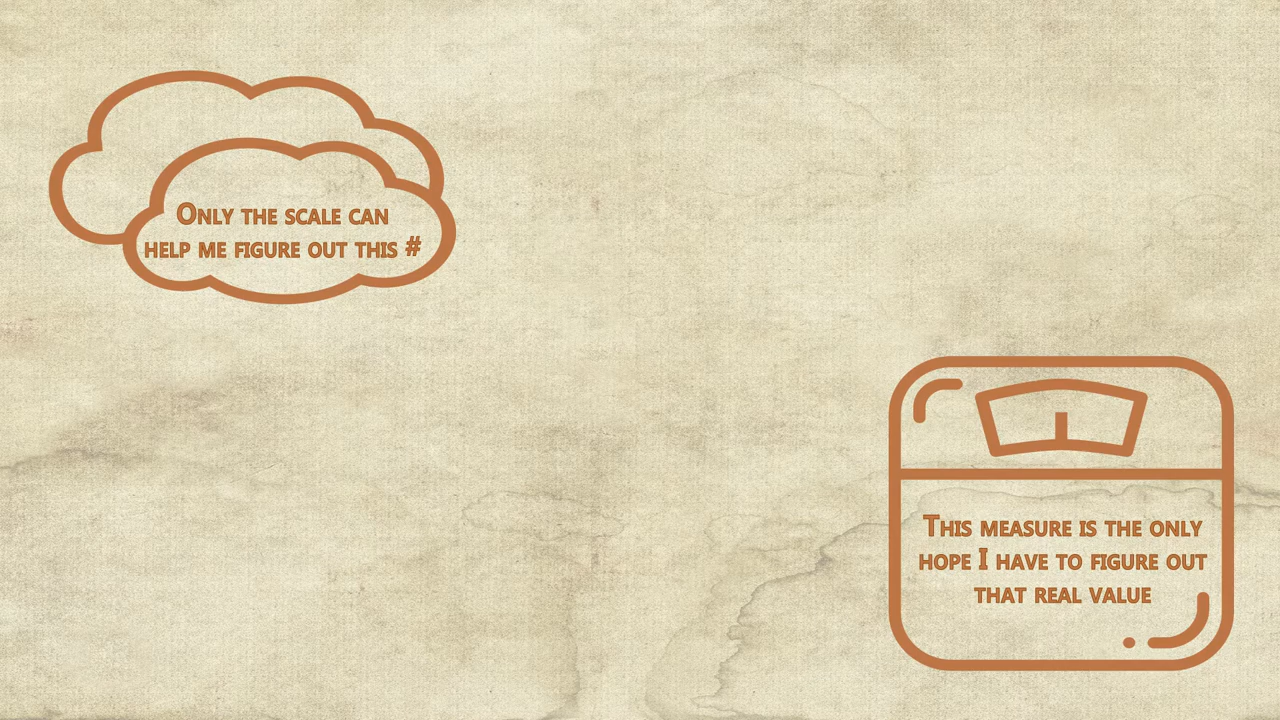 Only the scale can
help me figure out this #
This measure is the only
hope I have to figure out
that real value